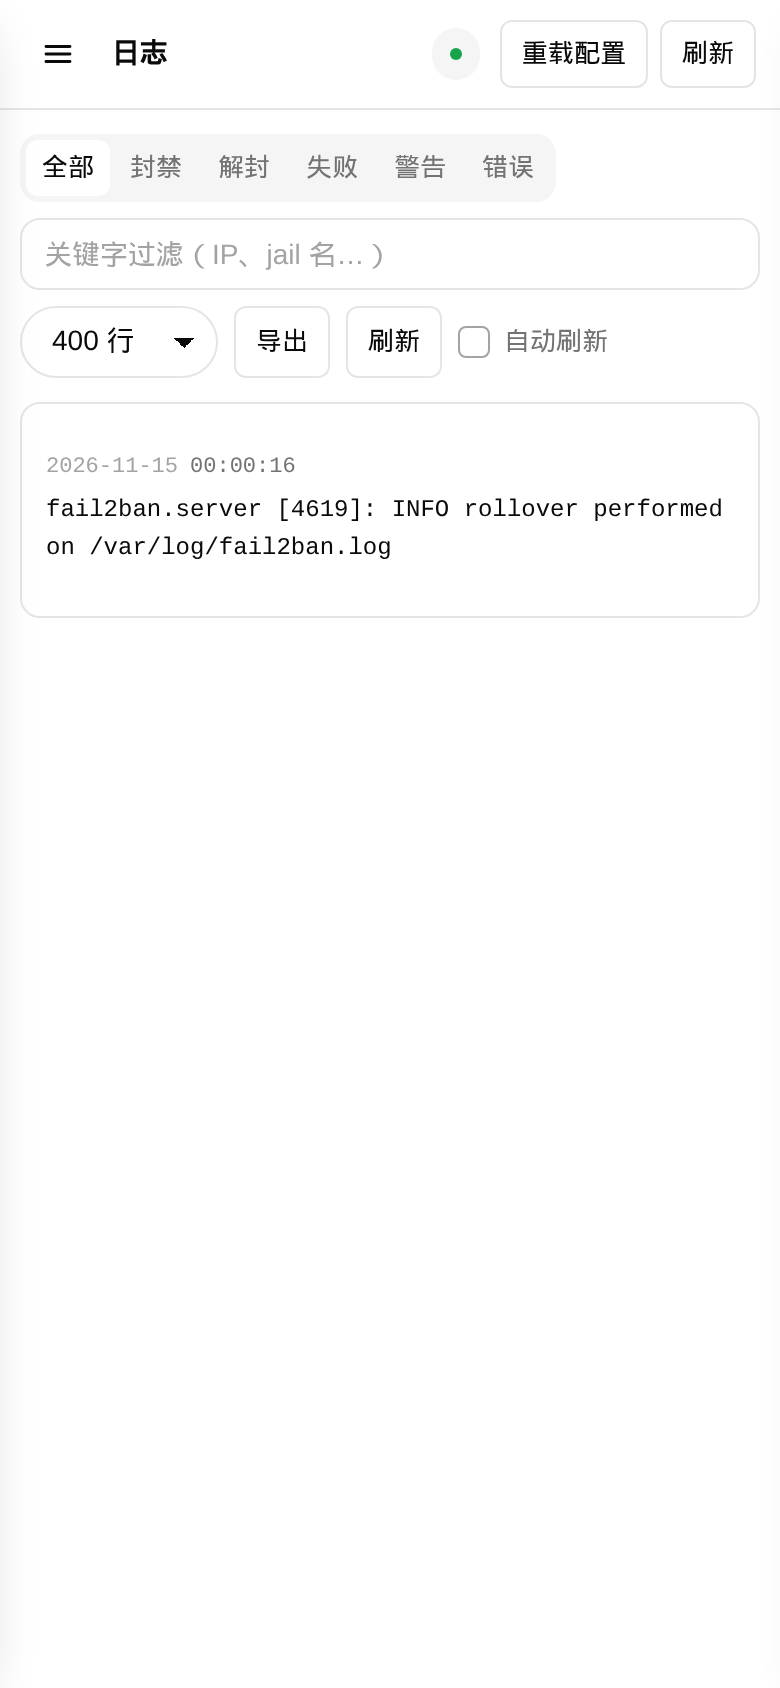 日志
重载配置
刷新
全部 封禁 解封 失败 警告 错误
关键字过滤（IP、jail 名…）
400 行
导出
刷新
自动刷新
2026-11-15 00:00:16
fail2ban.server [4619]: INFO rollover performed
on /var/log/fail2ban.log